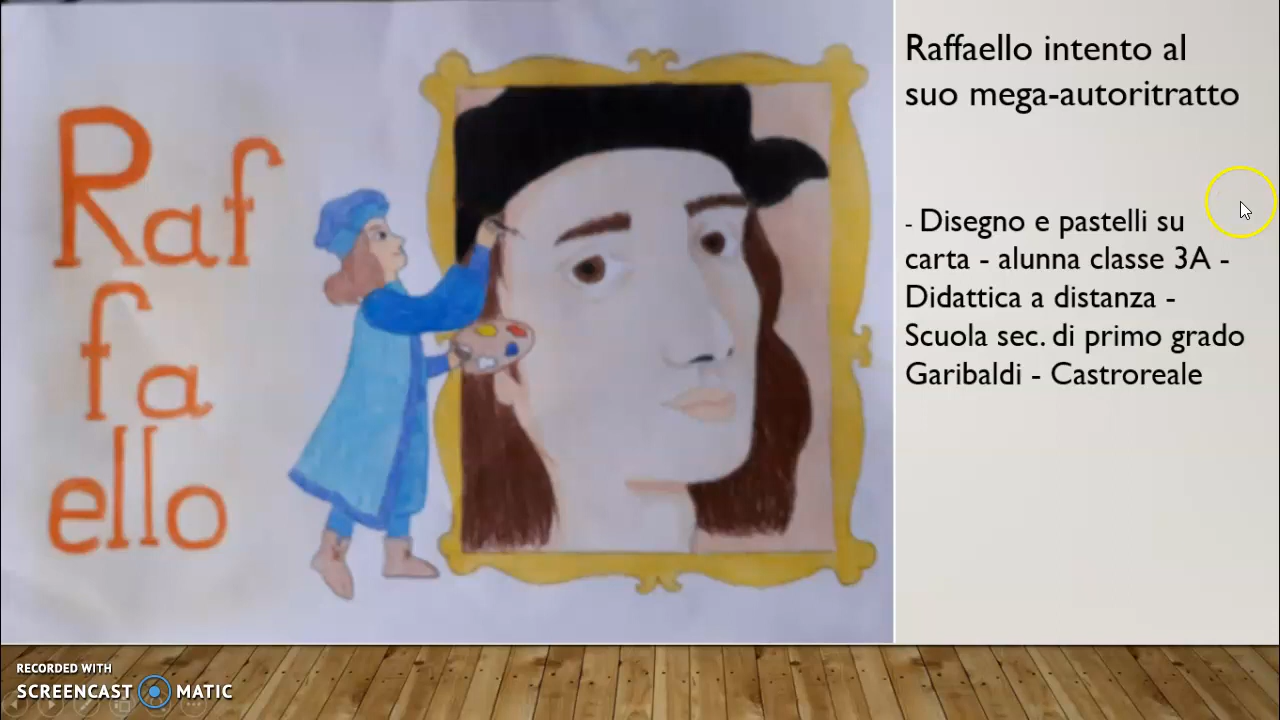 Raf
fa
ello
Raffaello intento al
suo mega-autoritratto
- Disegno e pastelli su
carta - alunna classe 3A -
Didattica a distanza -
Scuola sec. di primo grado
Garibaldi - Castroreale
RECORDED WITH
SCREENCAST MATIC